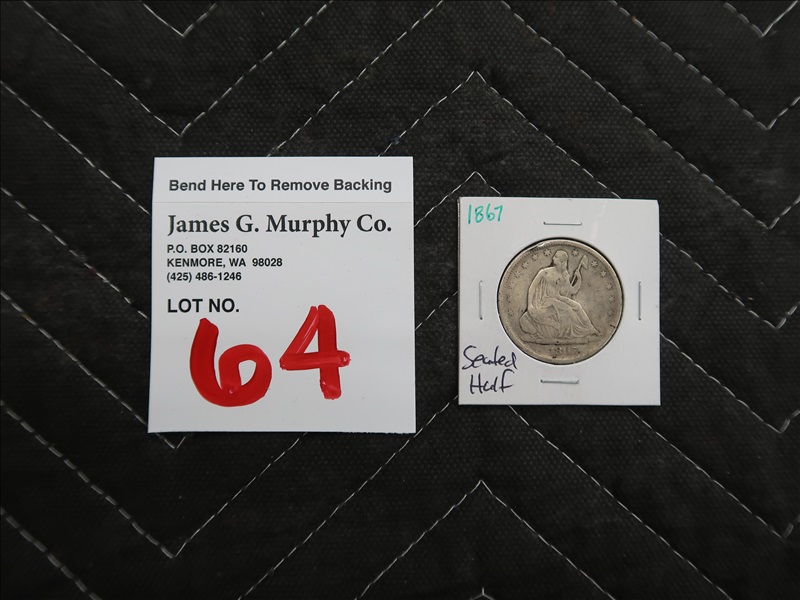 Bend Here To Remove Backing
James G. Murphy Co.
P.O. BOX 82160
KENMORE, WA 98028
(425) 486-1246
LOT NO.
64
1867
Seated
Half